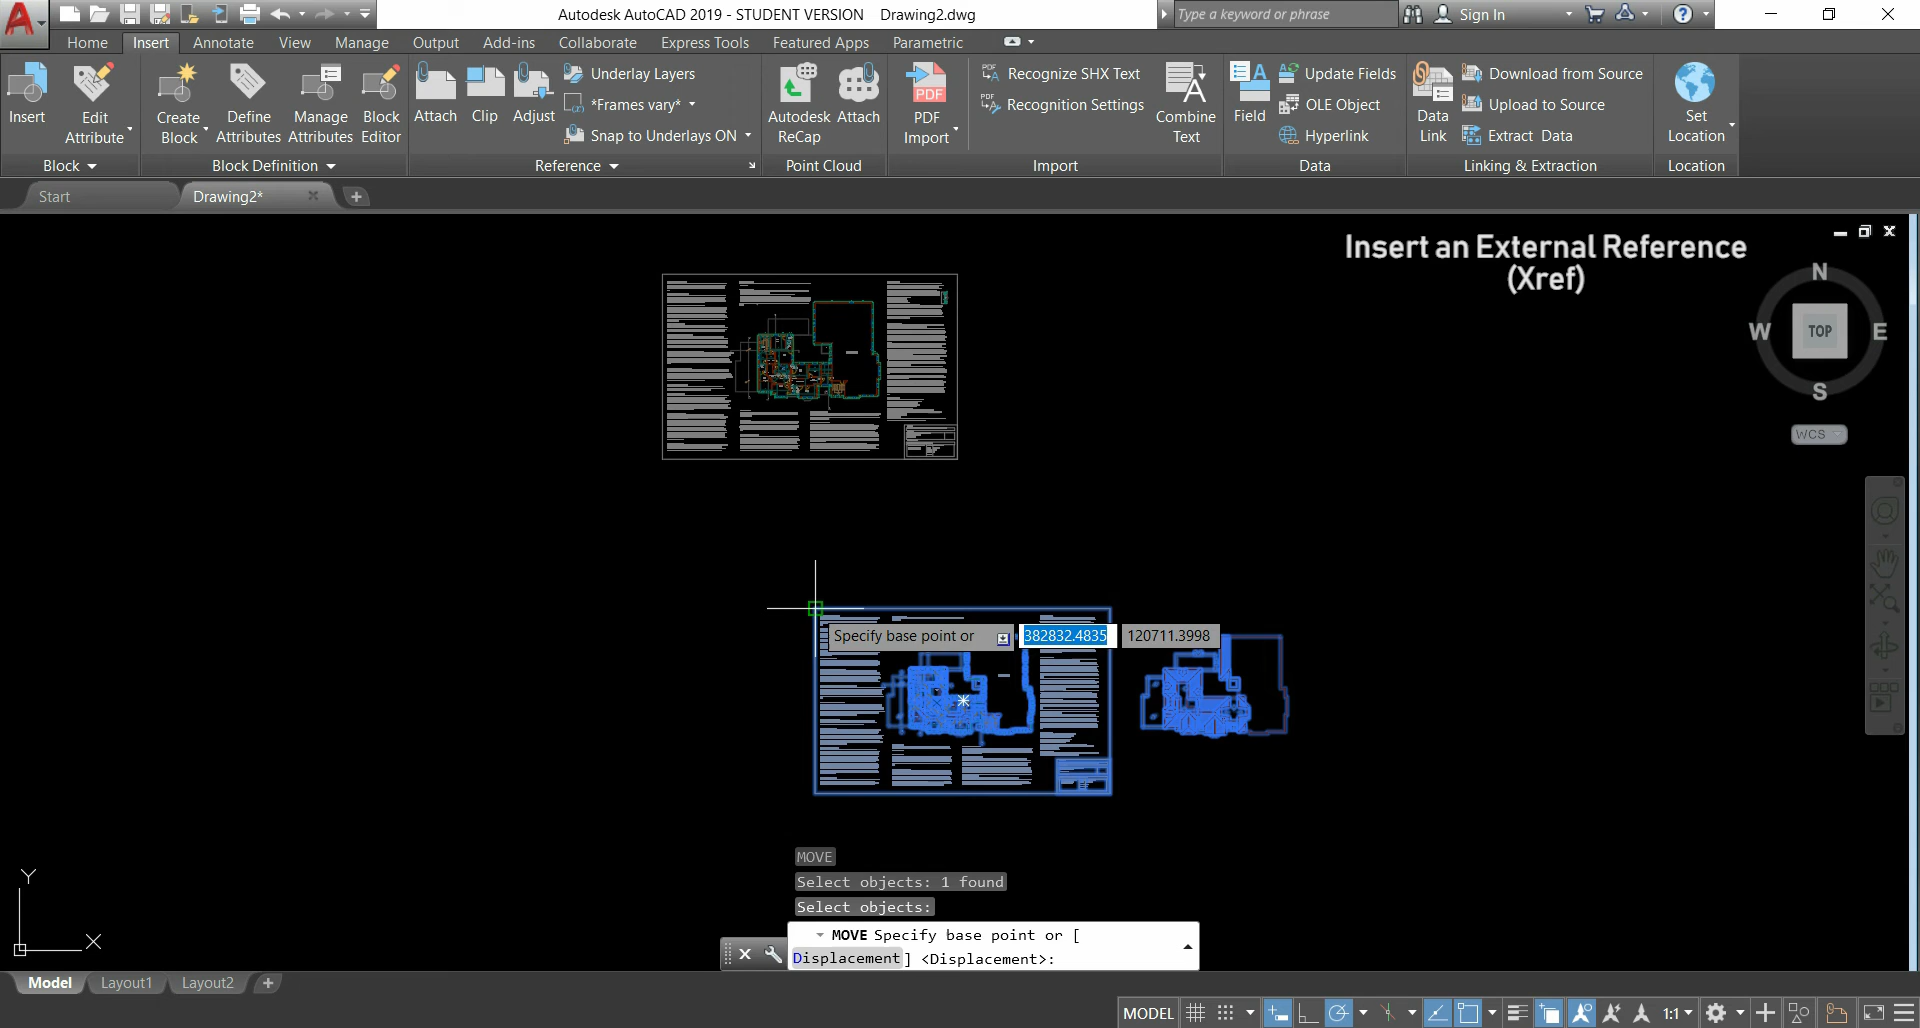 Autodesk AutoCAD 2019 - STUDENT VERSION Drawing2.dwg
Type a keyword or phrase
Sign In
Home Insert Annotate View Manage Output Add-ins Collaborate Express Tools Featured Apps Parametric
Insert
Edit
Attribute
Create
Block
Define
Attributes
Manage
Attributes
Block
Editor
Attach
Clip
Adjust
Underlay Layers
*Frames vary*
Snap to Underlays ON
Autodesk
ReCap
Attach
PDF
PDF
Import
Recognize SHX Text
Recognition Settings
Combine
Text
Field
Update Fields
OLE Object
Hyperlink
Data
Link
Download from Source
Upload to Source
Extract Data
Set
Location
Block
Block Definition
Reference
Point Cloud
Import
Data
Linking & Extraction
Location
Start
Drawing2*
Insert an External Reference
(Xref)
N
W
TOP
E
S
WCS
Specify base point or
382832.4835
120711.3998
MOVE
Select objects: 1 found
Select objects:
MOVE Specify base point or [
Displacement] <Displacement>:
Y
X
Model
Layout1
Layout2
MODEL
1:1